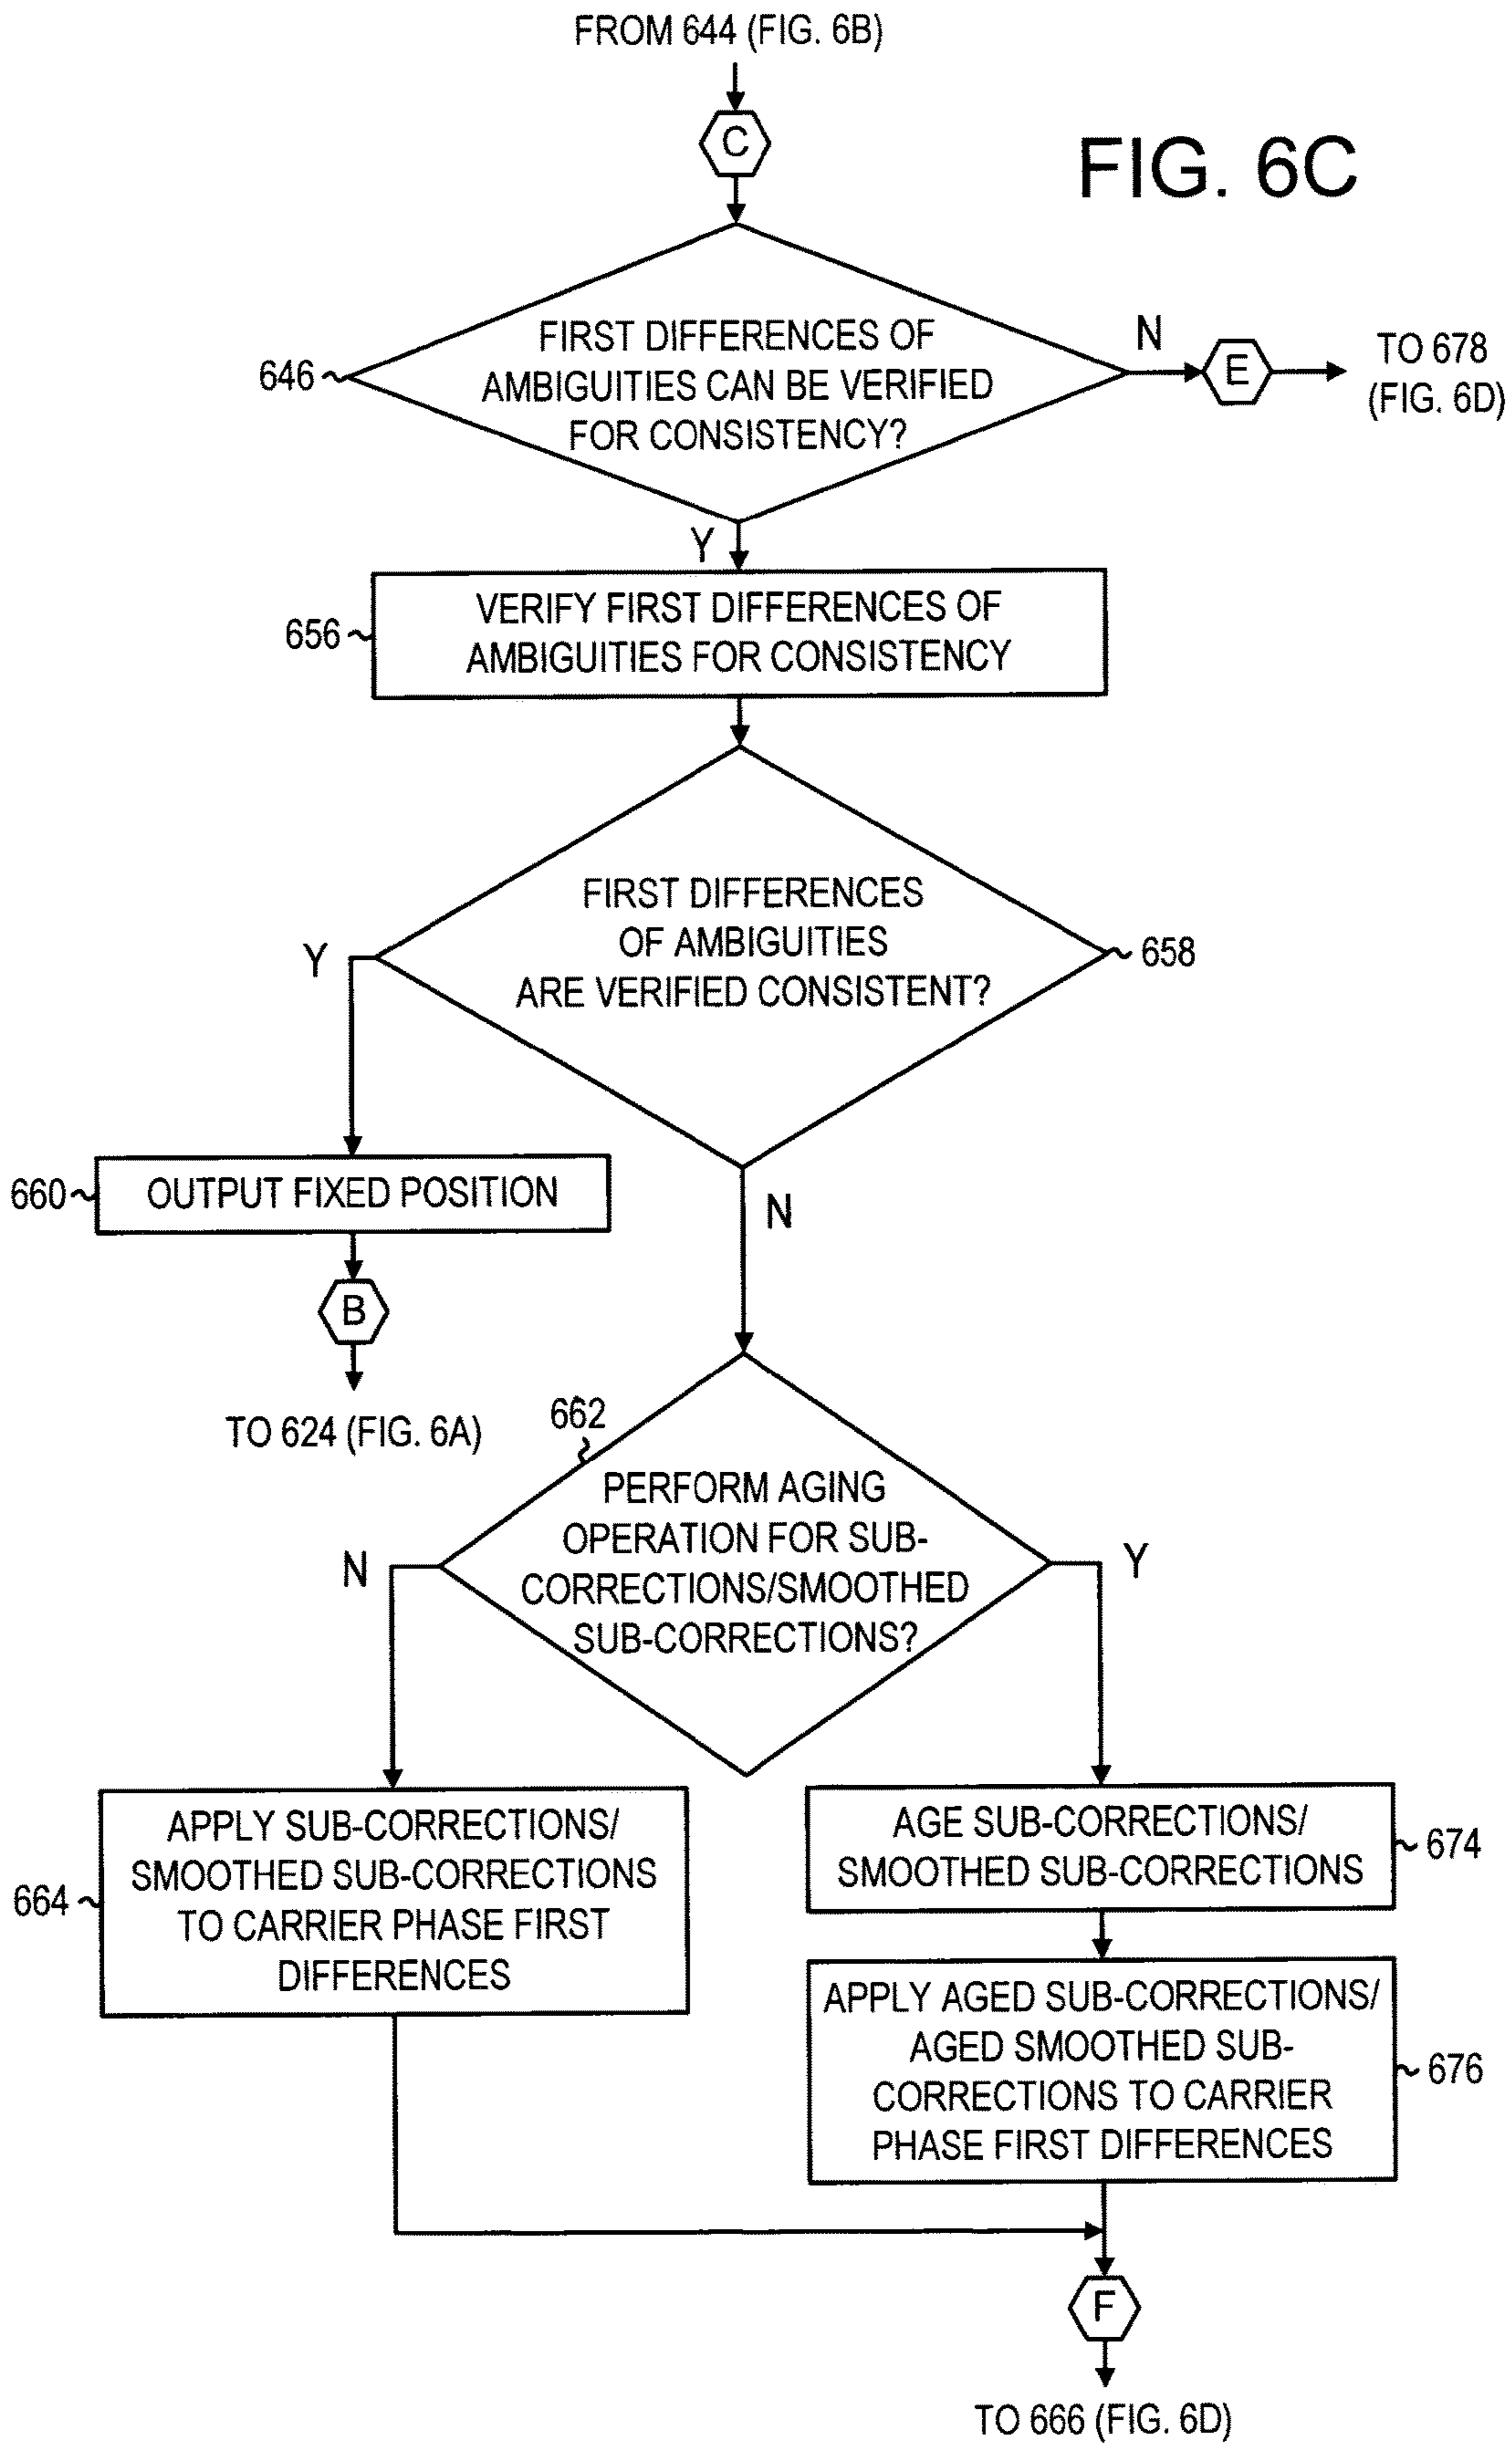 FROM 644 (FIG. 6B)
C
FIG. 6C
646
FIRST DIFFERENCES OF
AMBIGUITIES CAN BE VERIFIED
FOR CONSISTENCY?
N
E
TO 678
(FIG. 6D)
Y
656
VERIFY FIRST DIFFERENCES OF
AMBIGUITIES FOR CONSISTENCY
FIRST DIFFERENCES
OF AMBIGUITIES
ARE VERIFIED CONSISTENT?
658
Y
660
OUTPUT FIXED POSITION
N
B
TO 624 (FIG. 6A)
662
PERFORM AGING
OPERATION FOR SUB-
CORRECTIONS/SMOOTHED
SUB-CORRECTIONS?
N
Y
664
APPLY SUB-CORRECTIONS/
SMOOTHED SUB-CORRECTIONS
TO CARRIER PHASE FIRST
DIFFERENCES
AGE SUB-CORRECTIONS/
SMOOTHED SUB-CORRECTIONS
674
APPLY AGED SUB-CORRECTIONS/
AGED SMOOTHED SUB-
CORRECTIONS TO CARRIER
PHASE FIRST DIFFERENCES
676
F
TO 666 (FIG. 6D)